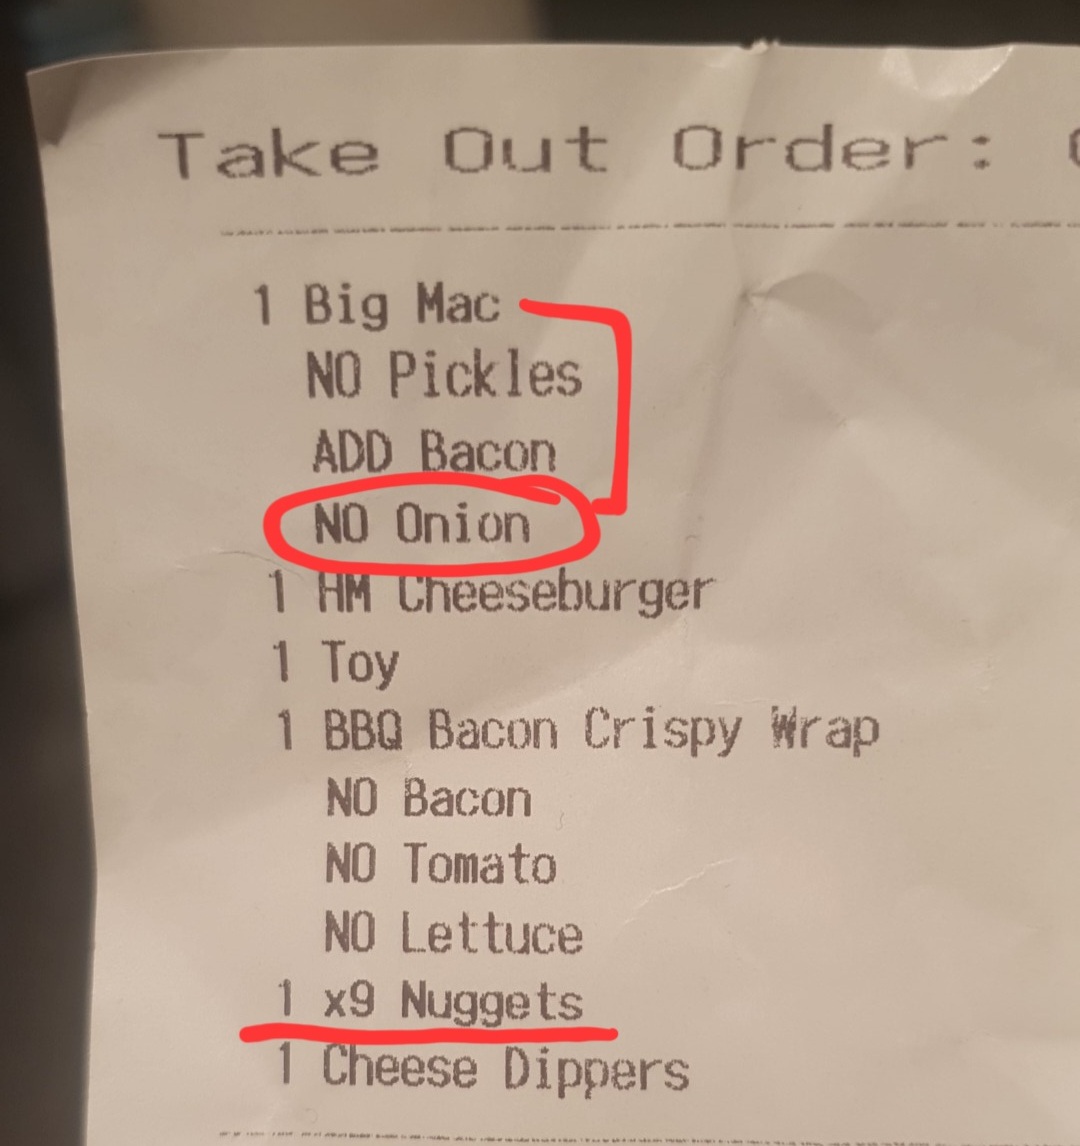 Take Out Order:
1 Big Mac
NO Pickles
ADD Bacon
NO Onion
1 HM Cheeseburger
1 Toy
1 BBQ Bacon Crispy Wrap
NO Bacon
NO Tomato
NO Lettuce
1 x9 Nuggets
1 Cheese Dippers